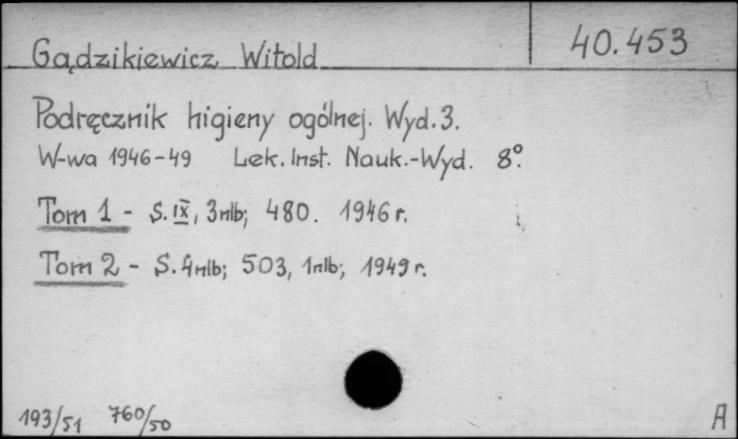 Gądzikiewicz Witold 40.453
Podręcznik higieny ogólnej. Wyd. 3.
W-wa 1946-49 Lek. Inst. Nauk.-Wyd. 8º.
Tom 1 - S. IX, 3nlb; 480. 1946 r.
Tom 2 - S. 4nlb; 503, 1nlb; 1949 r.
193/51 760/50 A